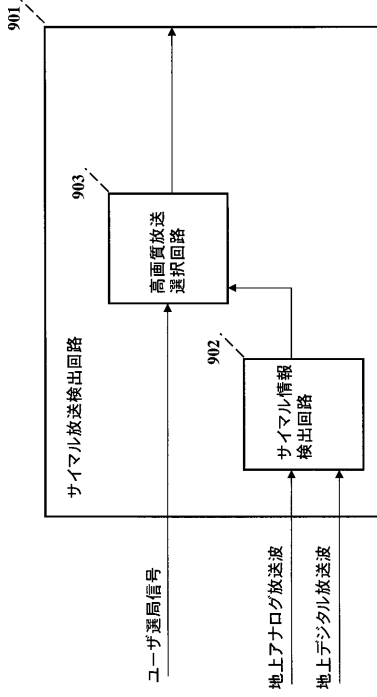 901
サイマル放送検出回路
903
高画質放送
選択回路
902
サイマル情報
検出回路
ユーザ選局信号
地上アナログ放送波
地上デジタル放送波